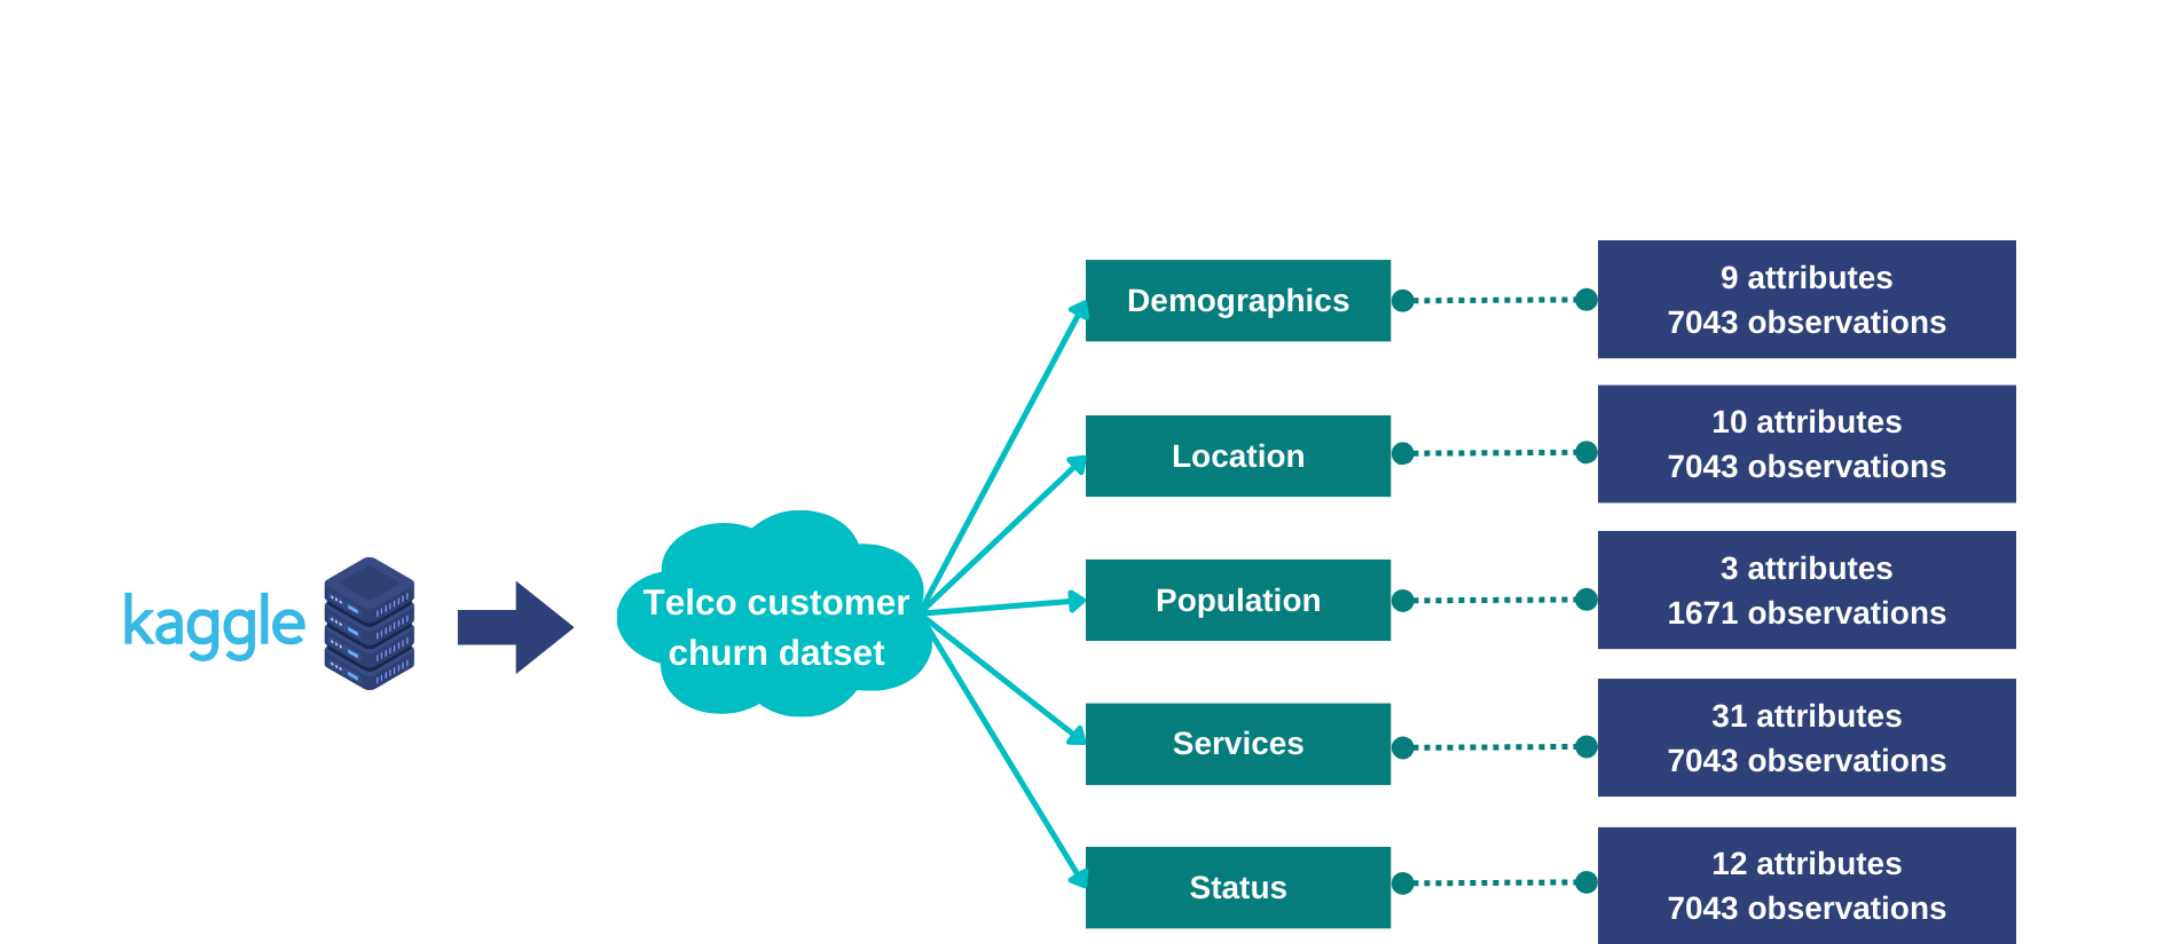 kaggle
Telco customer
churn datset
Demographics
9 attributes
7043 observations
Location
10 attributes
7043 observations
Population
3 attributes
1671 observations
Services
31 attributes
7043 observations
Status
12 attributes
7043 observations